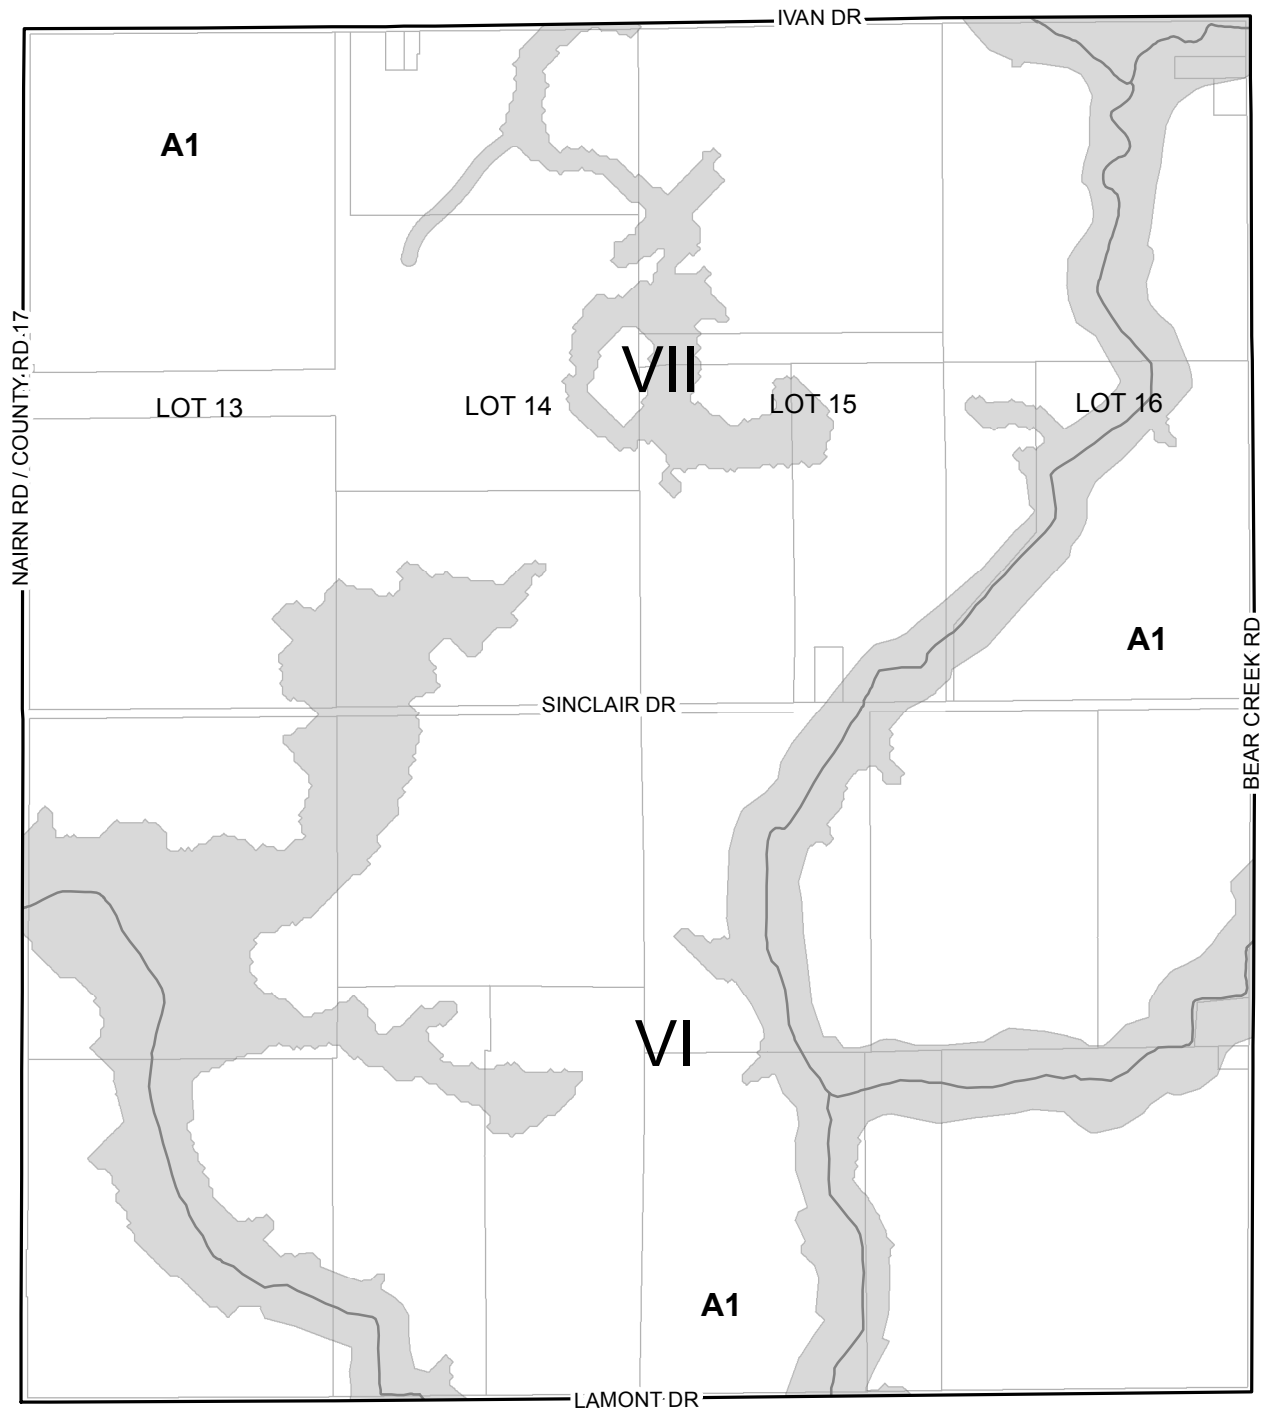 IVAN DR
A1
NAIRN RD / COUNTY RD 17
VII
LOT 13
LOT 14
LOT 15
LOT 16
A1
SINCLAIR DR
BEAR CREEK RD
VI
A1
LAMONT DR